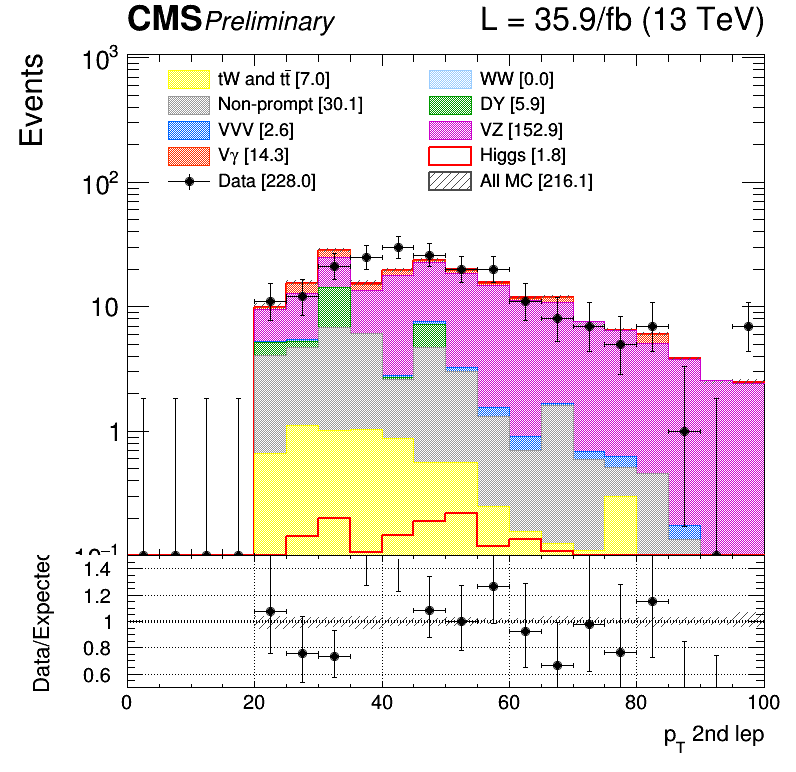 CMS Preliminary L = 35.9/fb (13 TeV)
Events
tW and tt̄ [7.0] WW [0.0]
Non-prompt [30.1] DY [5.9]
VVV [2.6] VZ [152.9]
Vγ [14.3] Higgs [1.8]
Data [228.0] All MC [216.1]
10³
10²
10
1
10⁻¹
Data/Expected
1.4
1.2
1
0.8
0.6
0 20 40 60 80 100
p_T 2nd lep